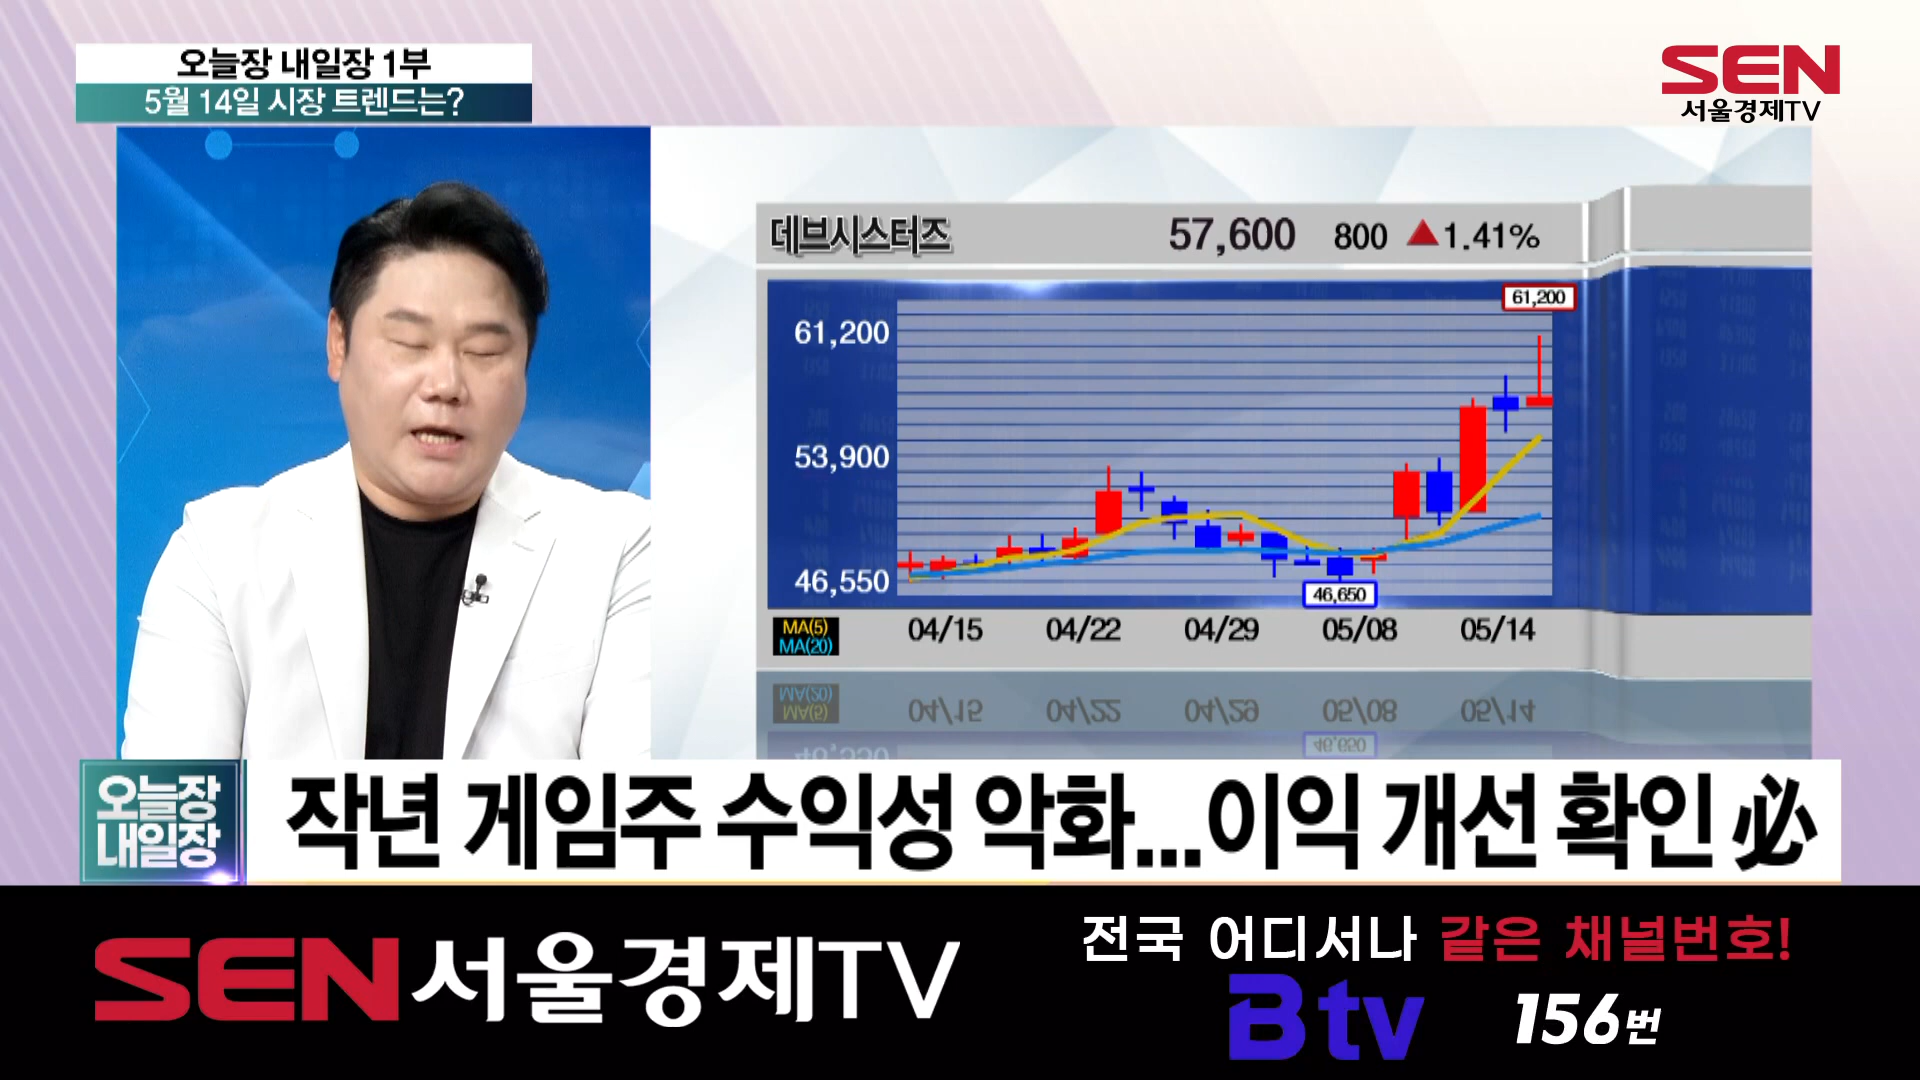 오늘장 내일장 1부
5월 14일 시장 트렌드는?
SEN
서울경제TV
데브시스터즈 57,600 800 ▲1.41%
61,200
61,200
53,900
46,550
46,650
MA(5)
MA(20)
04/15 04/22 04/29 05/08 05/14
오늘장
내일장
작년 게임주 수익성 악화...이익 개선 확인 必
SEN서울경제TV
전국 어디서나 같은 채널번호!
B tv 156번